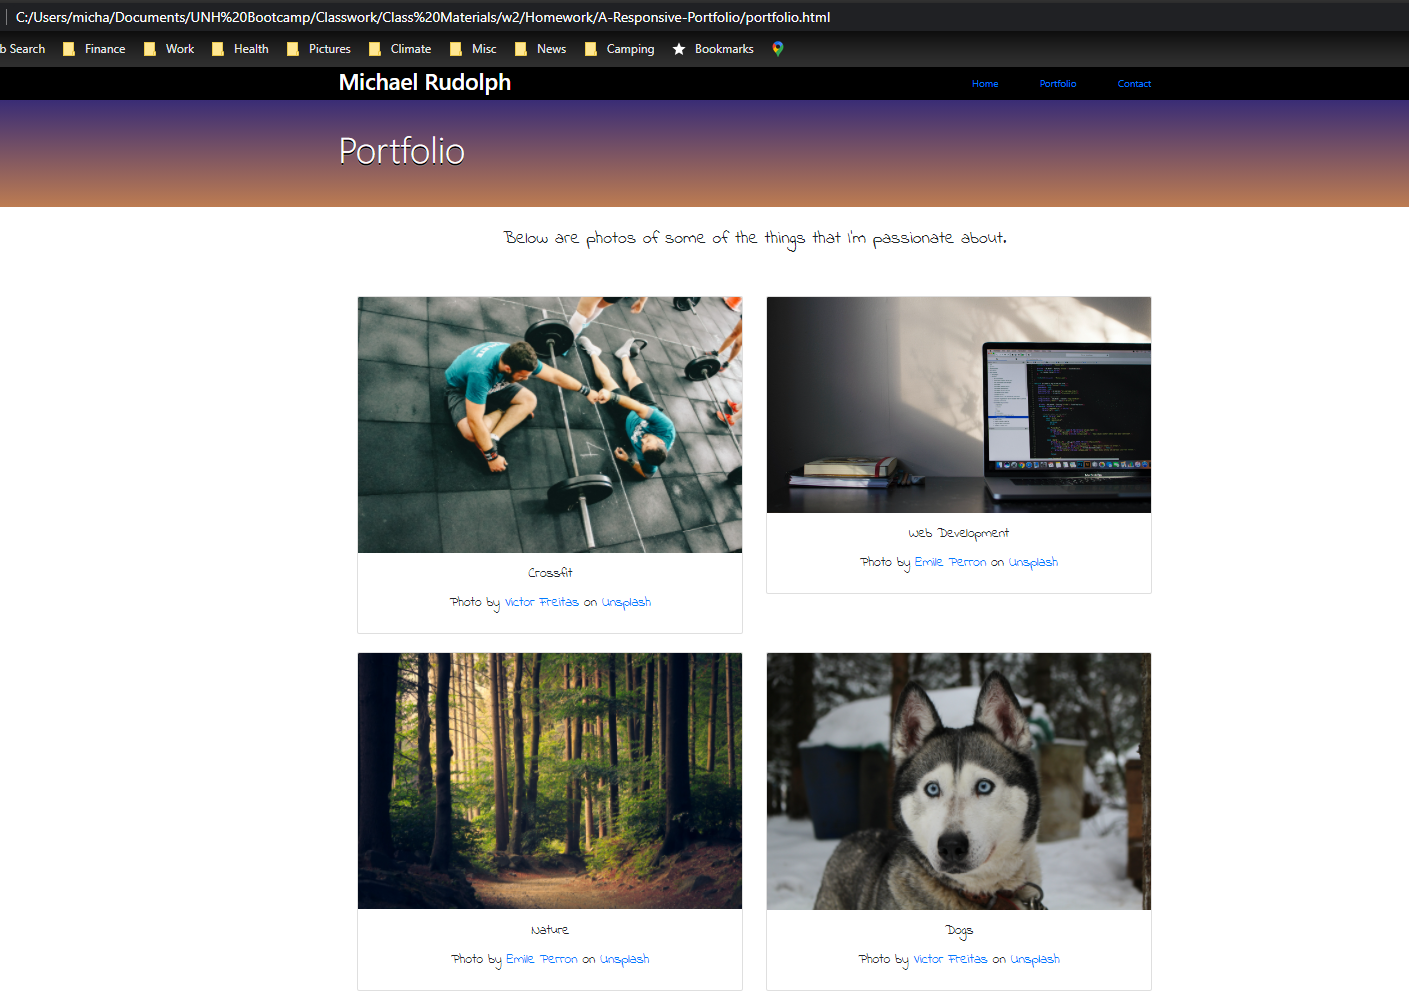 C:/Users/micha/Documents/UNH%20Bootcamp/Classwork/Class%20Materials/w2/Homework/A-Responsive-Portfolio/portfolio.html
b Search Finance Work Health Pictures Climate Misc News Camping Bookmarks
Michael Rudolph Home Portfolio Contact
Portfolio
Below are photos of some of the things that I'm passionate about.
Crossfit
Photo by Victor Freitas on Unsplash
Web Development
Photo by Emile Perron on Unsplash
Nature
Photo by Emile Perron on Unsplash
Dogs
Photo by Victor Freitas on Unsplash